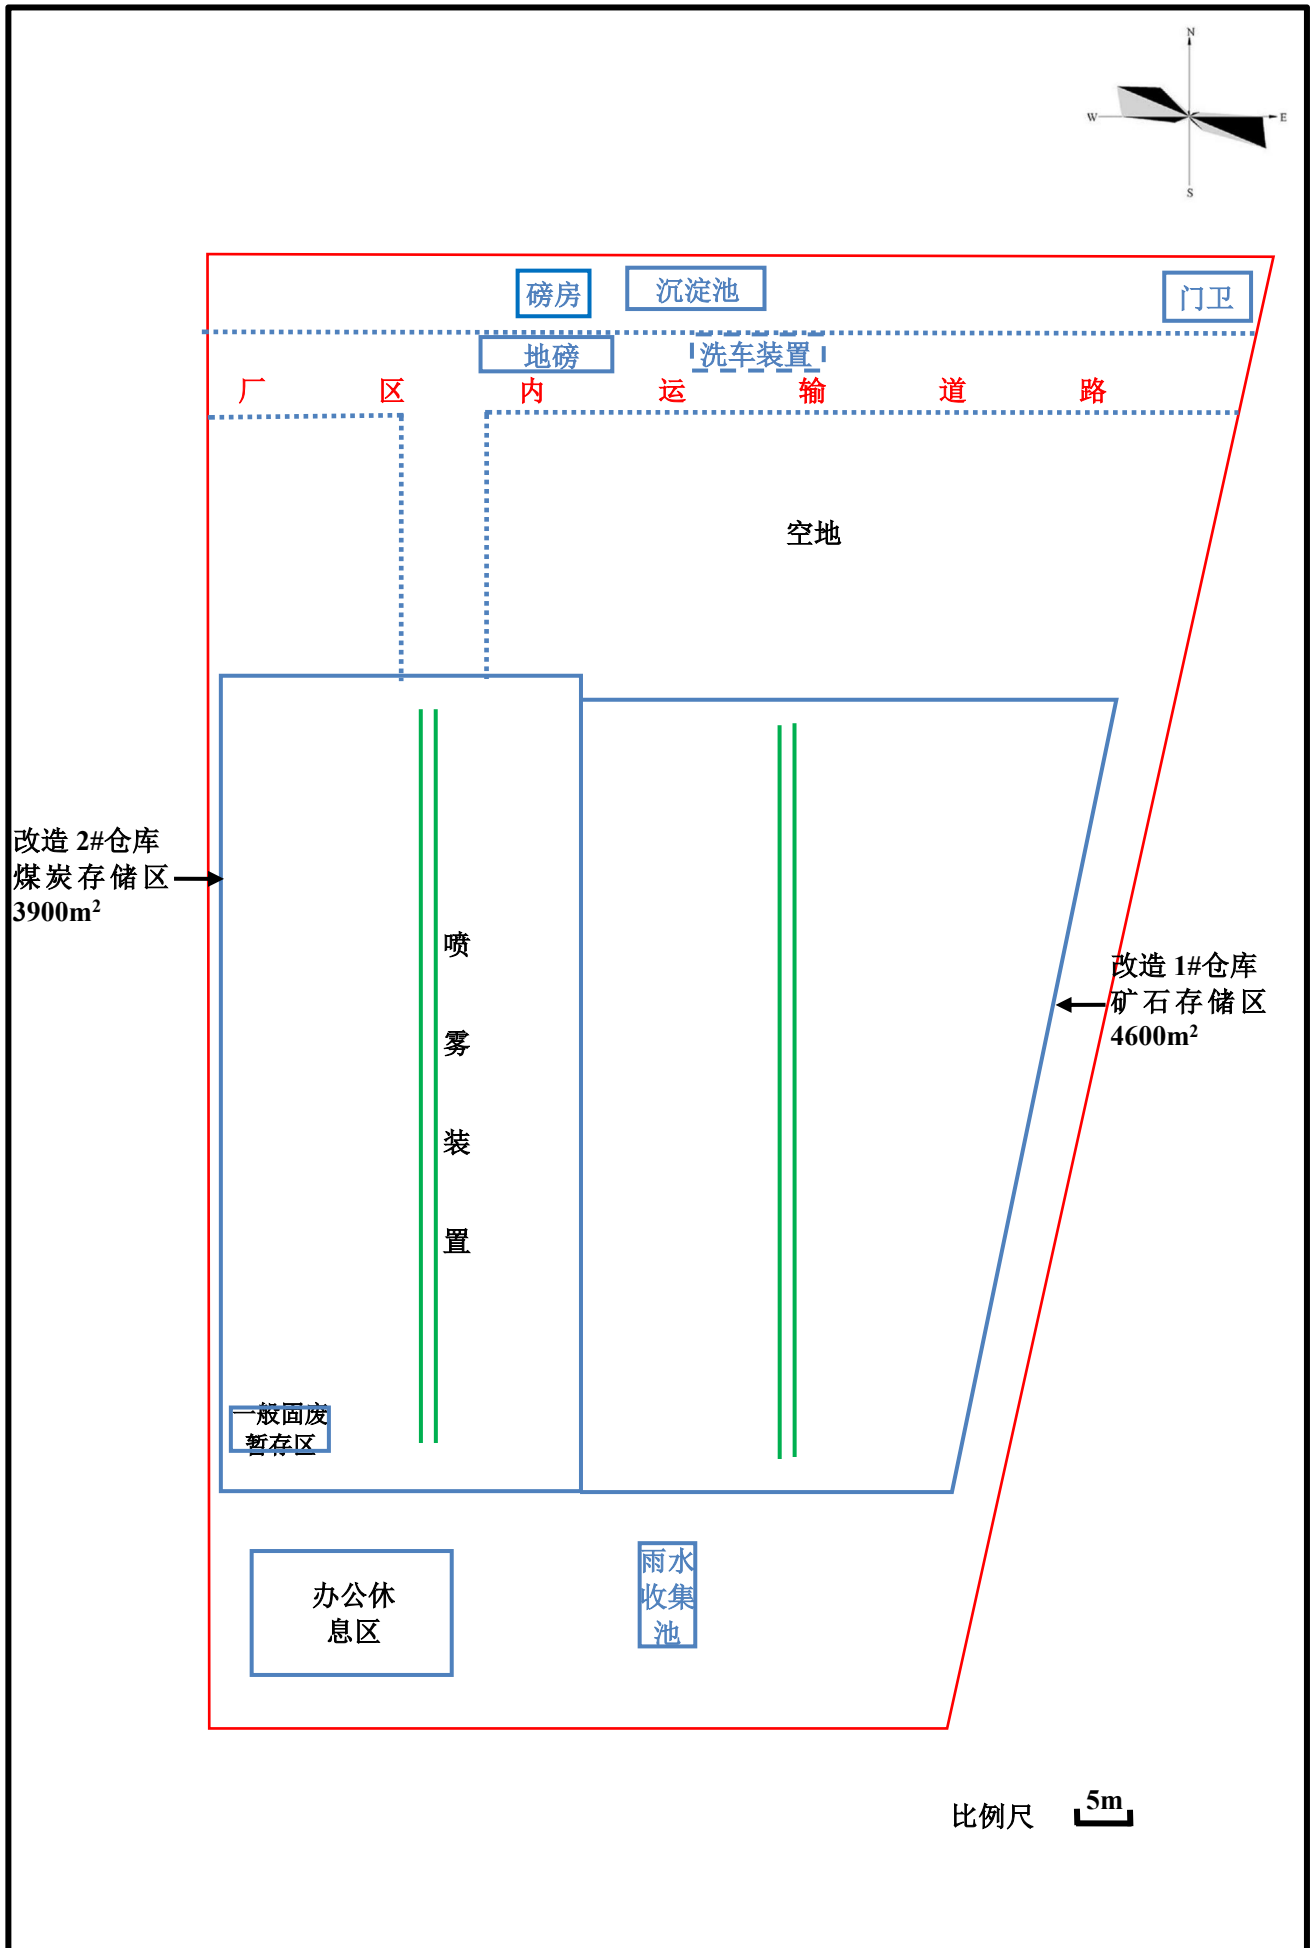 N
W
E
S
磅房
沉淀池
门卫
地磅
洗车装置
厂区内运输道路
空地
改造 2#仓库
煤炭存储区
3900m²
喷
雾
装
置
改造 1#仓库
矿石存储区
4600m²
一般固废
暂存区
办公休
息区
雨水
收集
池
比例尺
5m